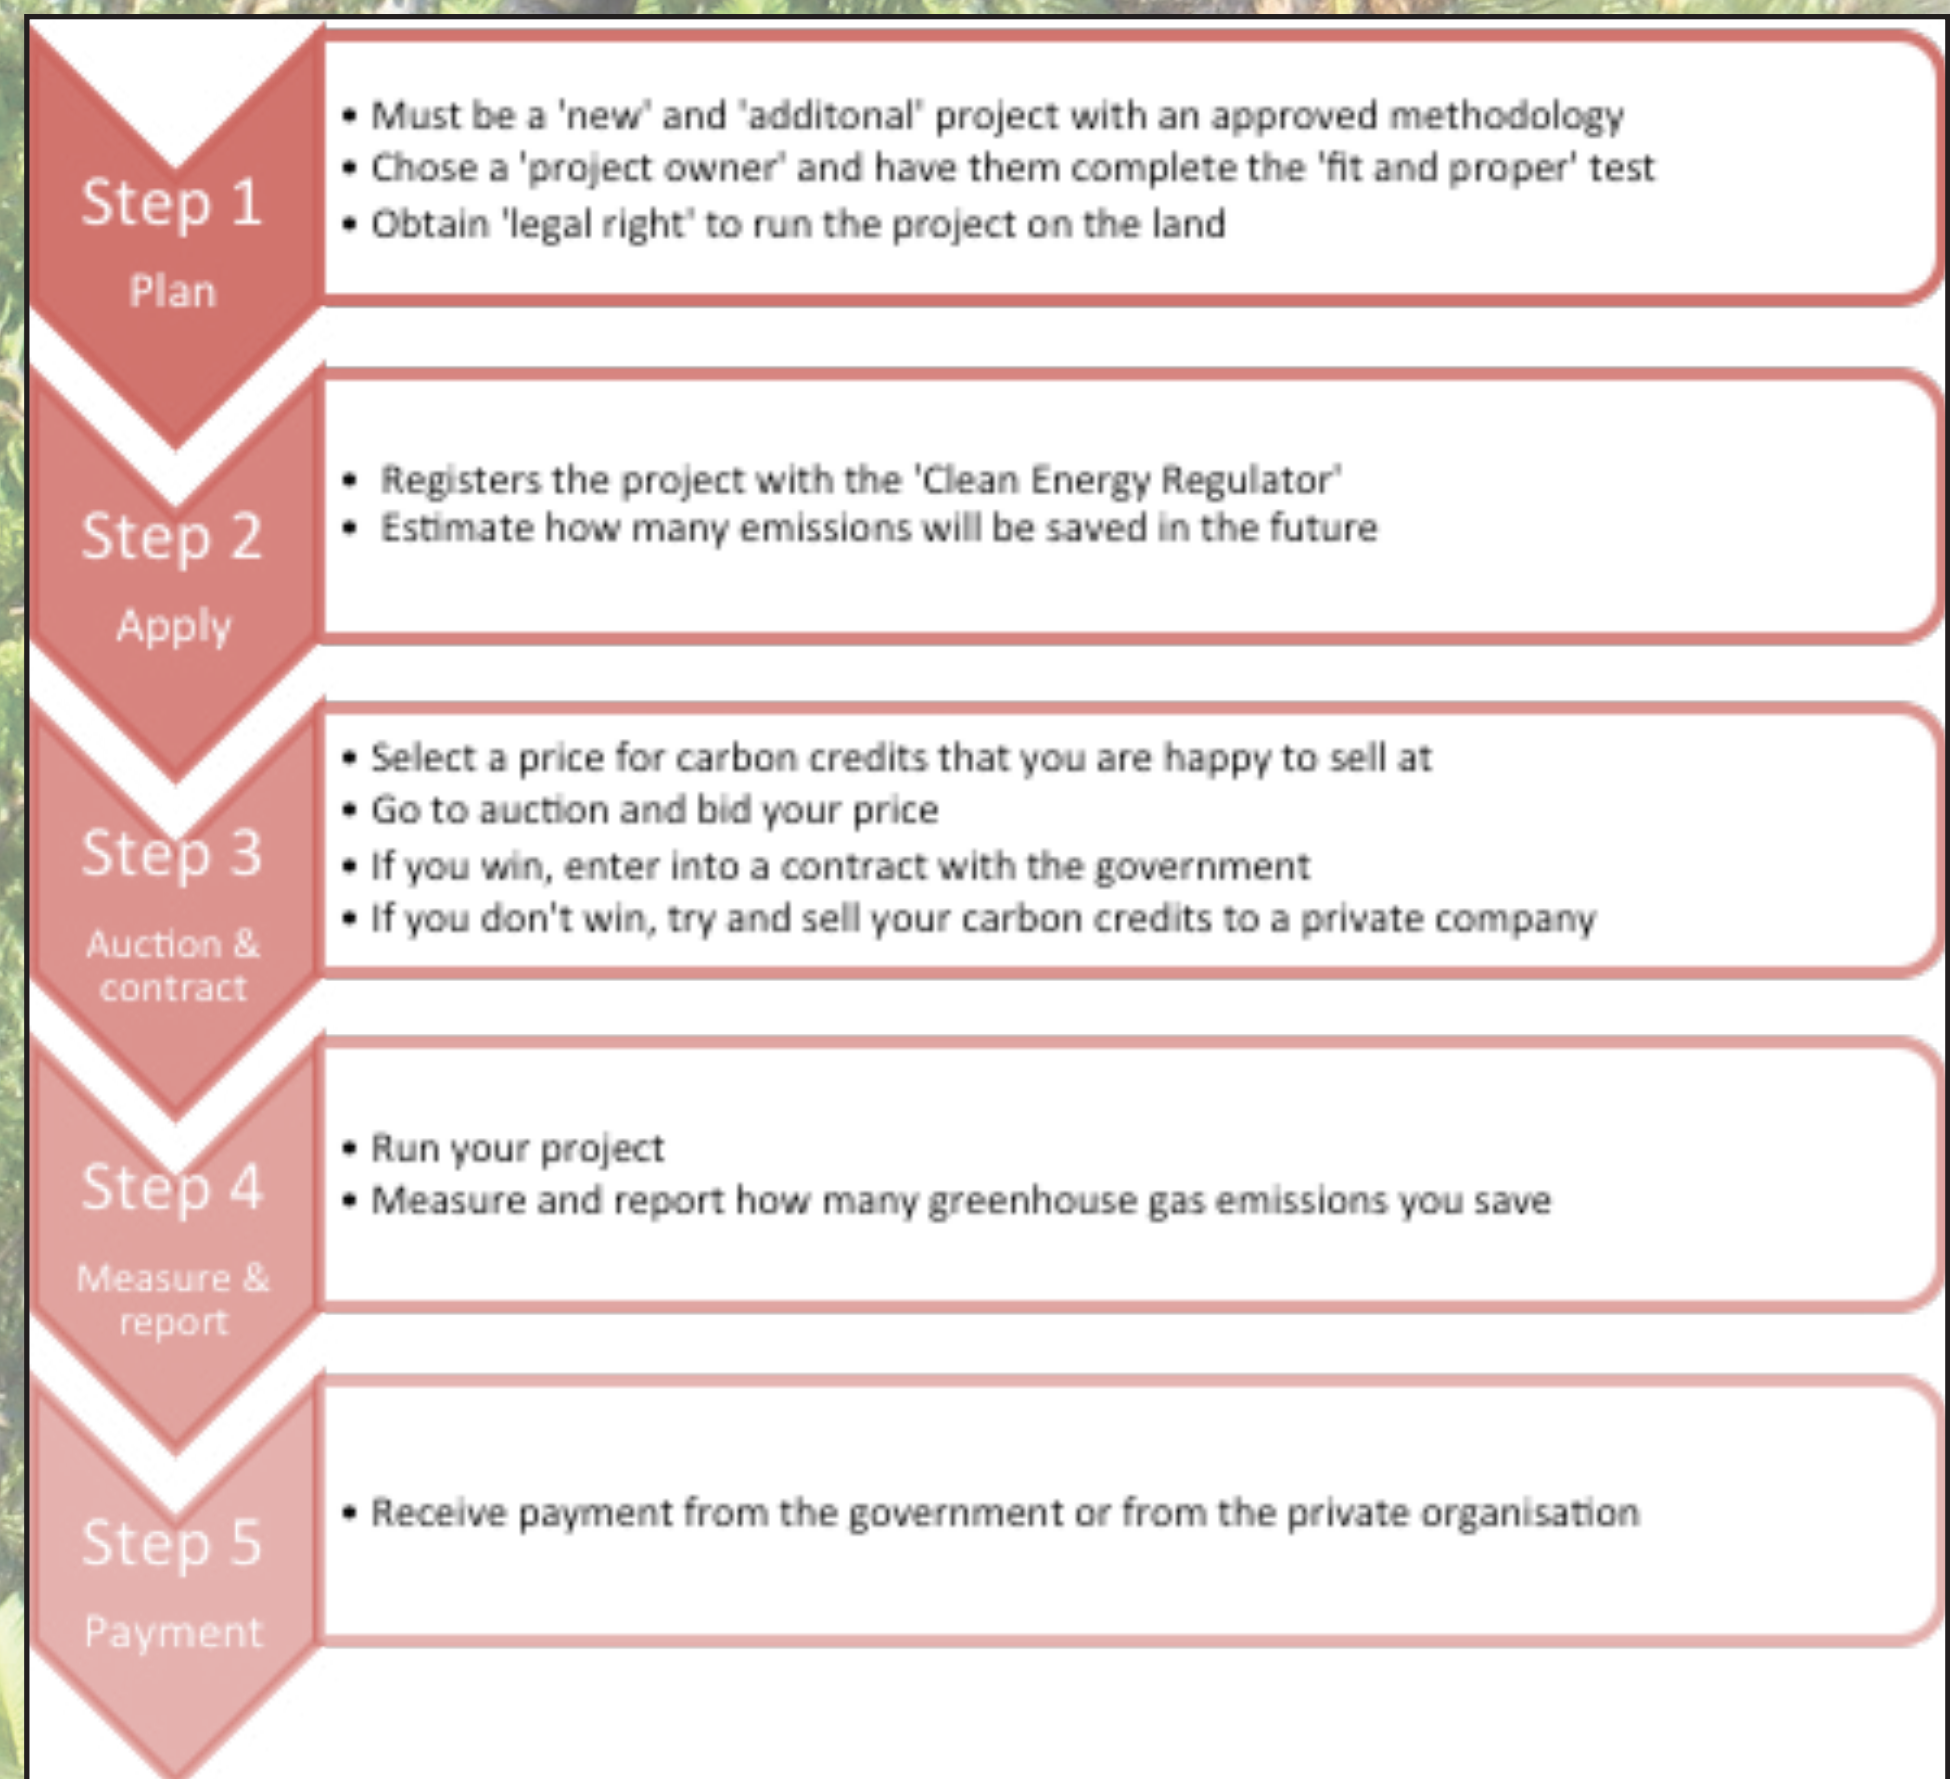 Step 1
Plan
• Must be a 'new' and 'additonal' project with an approved methodology
• Chose a 'project owner' and have them complete the 'fit and proper' test
• Obtain 'legal right' to run the project on the land
Step 2
Apply
• Registers the project with the 'Clean Energy Regulator'
• Estimate how many emissions will be saved in the future
Step 3
Auction &
contract
• Select a price for carbon credits that you are happy to sell at
• Go to auction and bid your price
• If you win, enter into a contract with the government
• If you don't win, try and sell your carbon credits to a private company
Step 4
Measure &
report
• Run your project
• Measure and report how many greenhouse gas emissions you save
Step 5
Payment
• Receive payment from the government or from the private organisation